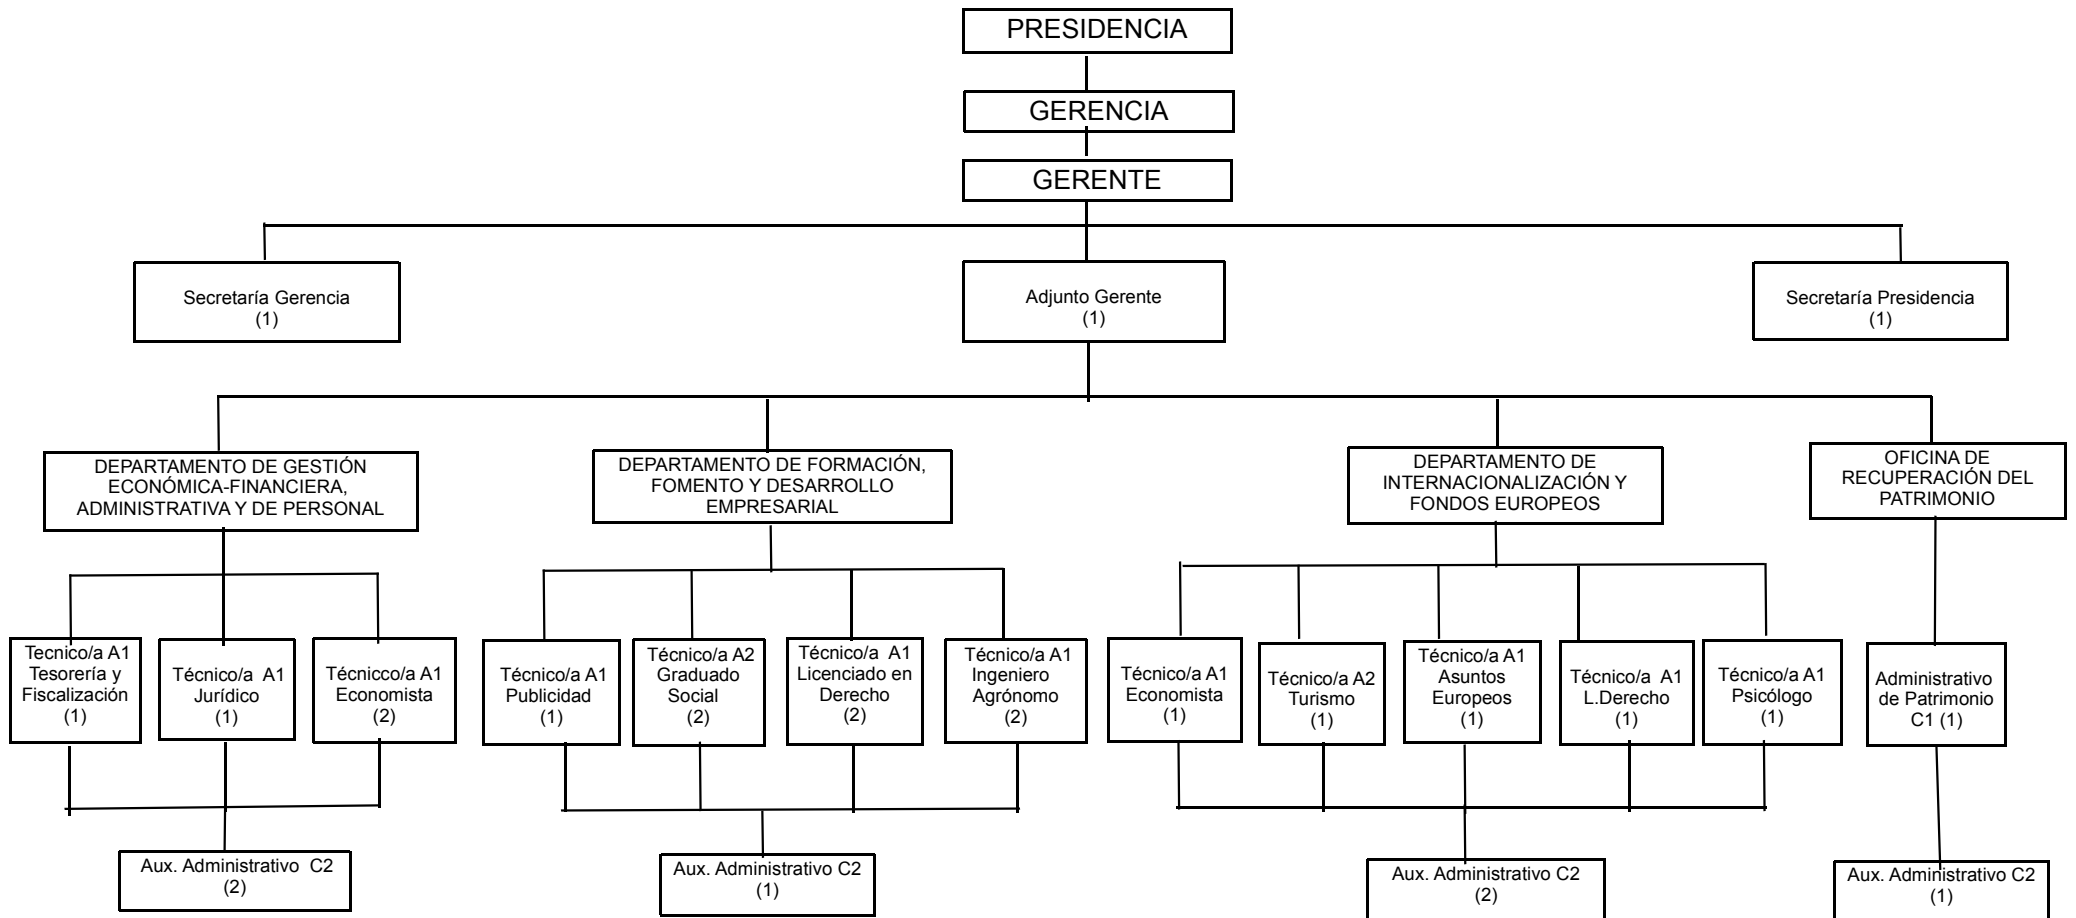 PRESIDENCIA
GERENCIA
GERENTE
Secretaría Gerencia
(1)
Adjunto Gerente
(1)
Secretaría Presidencia
(1)
DEPARTAMENTO DE GESTIÓN
ECONÓMICA-FINANCIERA,
ADMINISTRATIVA Y DE PERSONAL
DEPARTAMENTO DE FORMACIÓN,
FOMENTO Y DESARROLLO
EMPRESARIAL
DEPARTAMENTO DE
INTERNACIONALIZACIÓN Y
FONDOS EUROPEOS
OFICINA DE
RECUPERACIÓN DEL
PATRIMONIO
Tecnico/a A1
Tesorería y
Fiscalización
(1)
Técnico/a A1
Jurídico
(1)
Técnicco/a A1
Economista
(2)
Técnico/a A1
Publicidad
(1)
Técnico/a A2
Graduado
Social
(2)
Técnico/a A1
Licenciado en
Derecho
(2)
Técnico/a A1
Ingeniero
Agrónomo
(2)
Técnico/a A1
Economista
(1)
Técnico/a A2
Turismo
(1)
Técnico/a A1
Asuntos
Europeos
(1)
Técnico/a A1
L.Derecho
(1)
Técnico/a A1
Psicólogo
(1)
Administrativo
de Patrimonio
C1 (1)
Aux. Administrativo C2
(2)
Aux. Administrativo C2
(1)
Aux. Administrativo C2
(2)
Aux. Administrativo C2
(1)